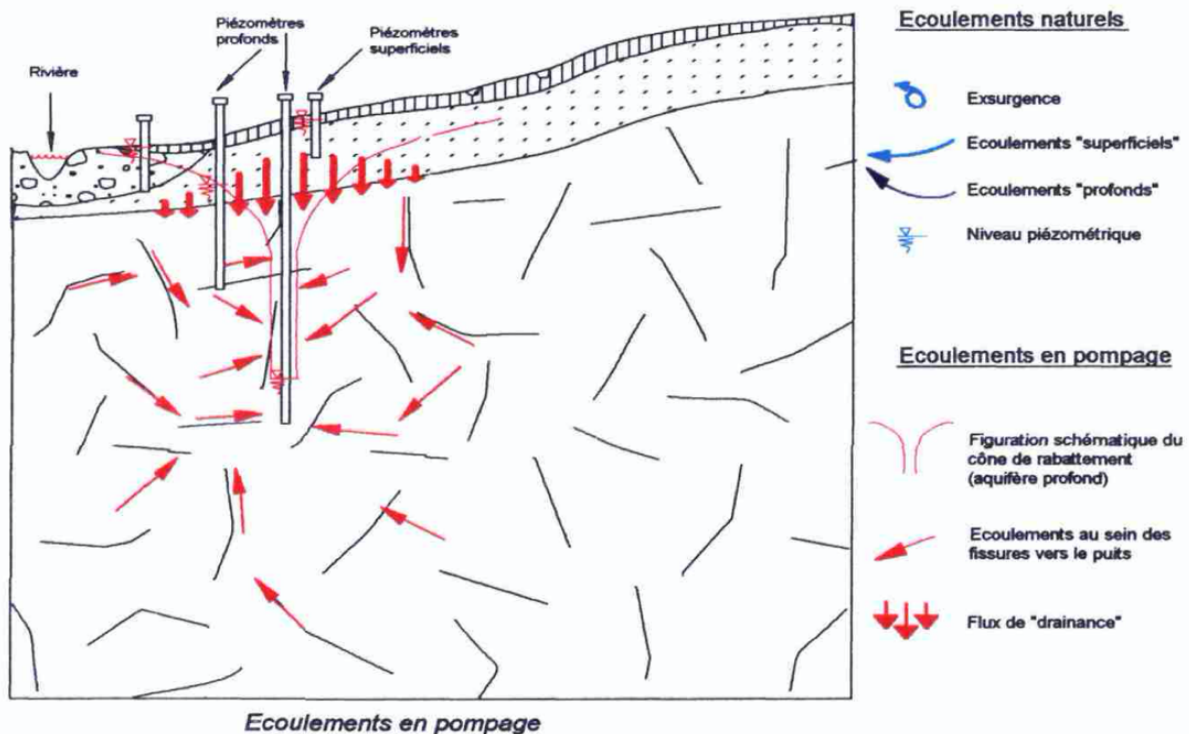 Piézomètres
profonds
Piézomètres
superficiels
Rivière
Ecoulements naturels
Exsurgence
Ecoulements "superficiels"
Ecoulements "profonds"
Niveau piézométrique
Ecoulements en pompage
Figuration schématique du
cône de rabattement
(aquifère profond)
Ecoulements au sein des
fissures vers le puits
Flux de "drainance"
Ecoulements en pompage